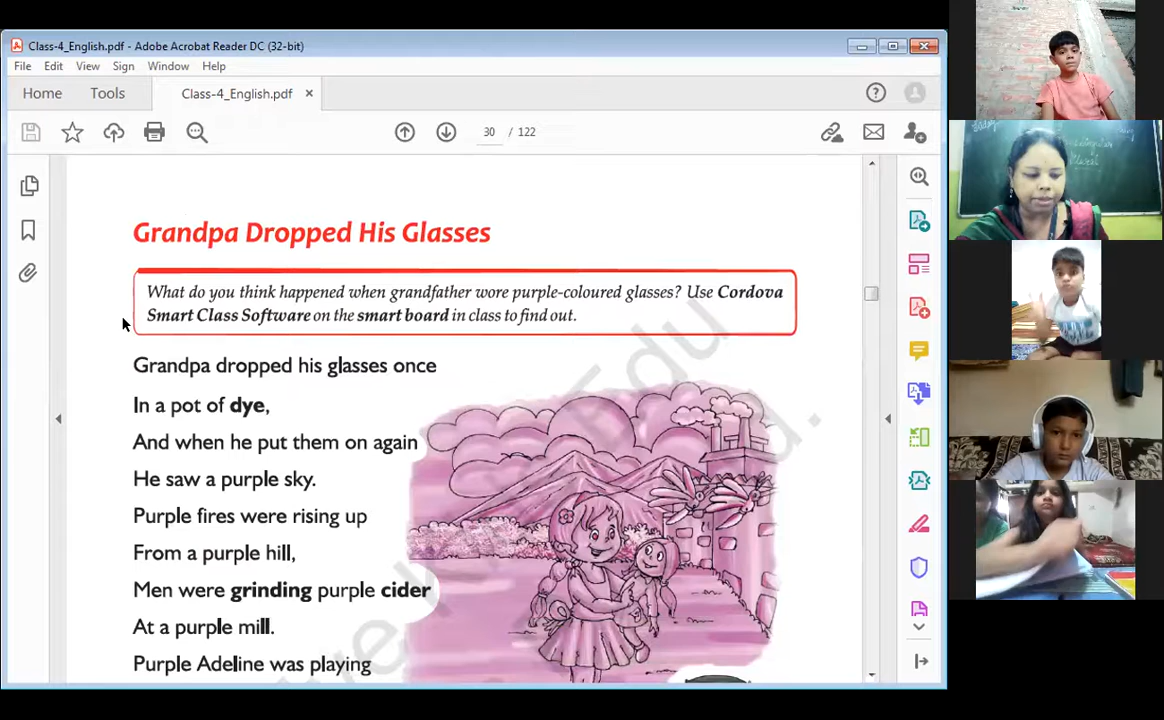 Class-4_English.pdf - Adobe Acrobat Reader DC (32-bit)
File Edit View Sign Window Help
Home Tools Class-4_English.pdf ×
30 / 122
Grandpa Dropped His Glasses
What do you think happened when grandfather wore purple-coloured glasses? Use Cordova
Smart Class Software on the smart board in class to find out.
Grandpa dropped his glasses once
In a pot of dye,
And when he put them on again
He saw a purple sky.
Purple fires were rising up
From a purple hill,
Men were grinding purple cider
At a purple mill.
Purple Adeline was playing